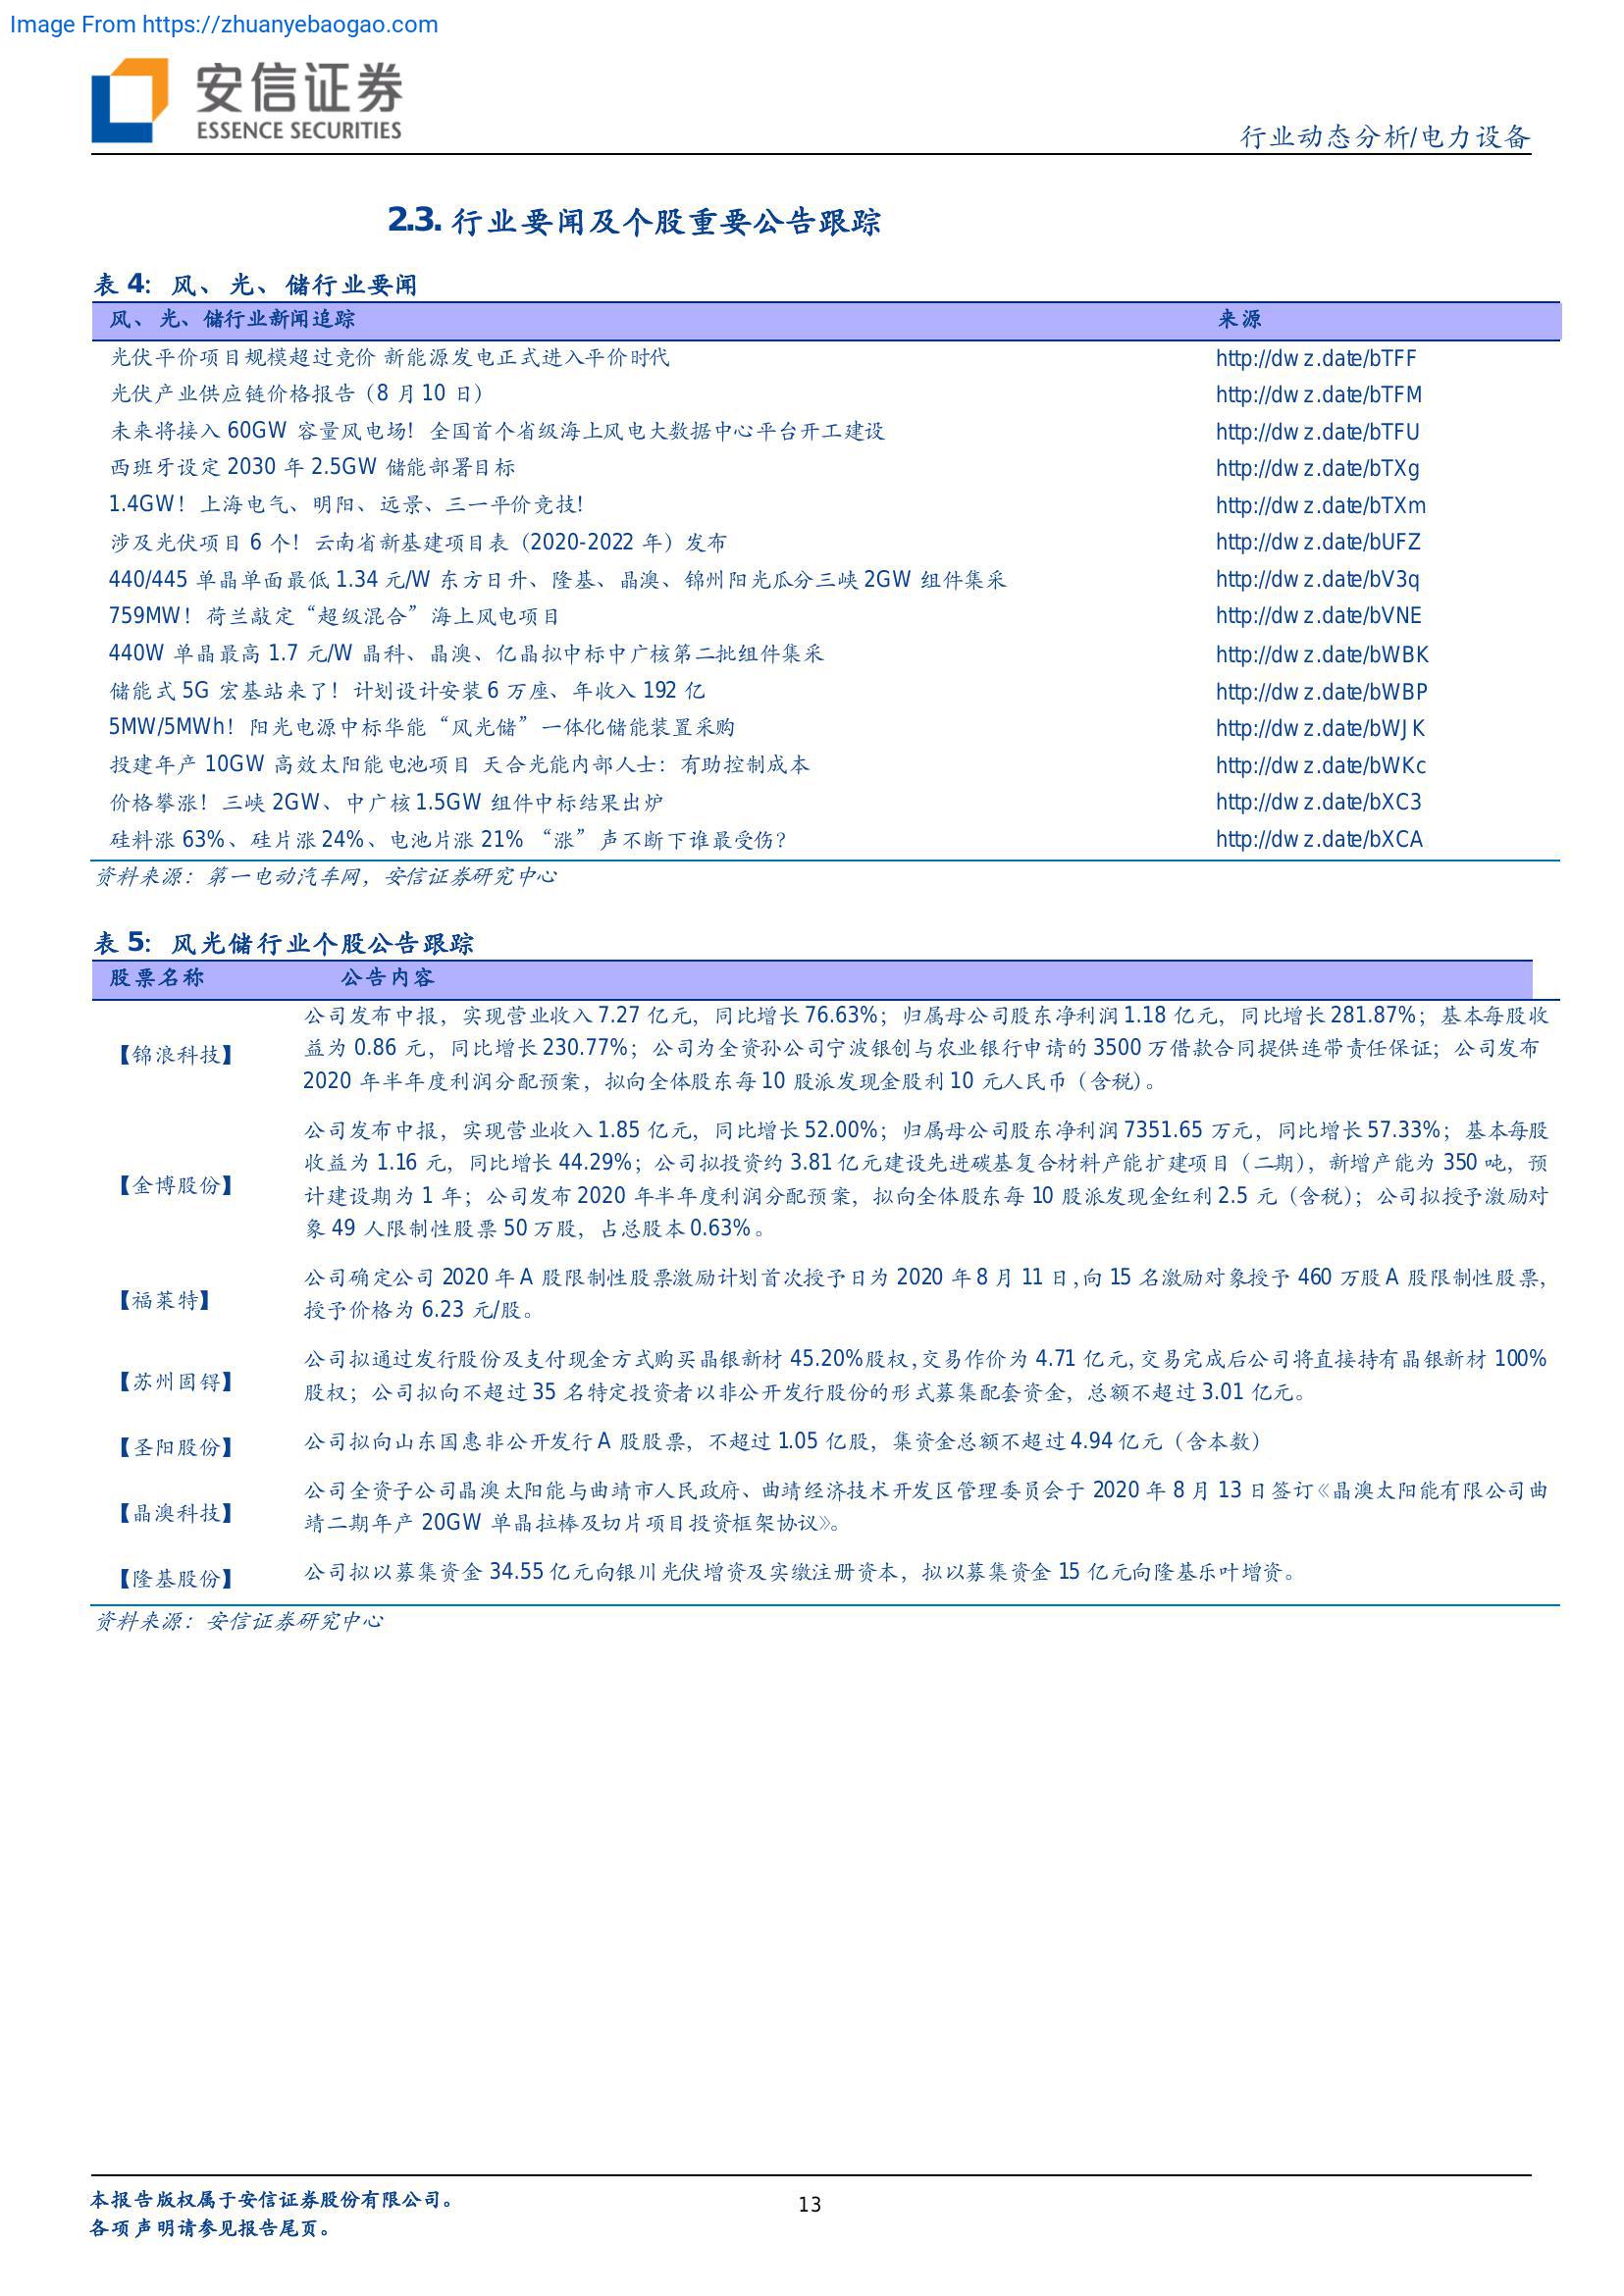 Image From https://zhuanyebaogao.com
安信证券
ESSENCE SECURITIES
行业动态分析/电力设备
2.3. 行业要闻及个股重要公告跟踪
表 4：风、光、储行业要闻
风、光、储行业新闻追踪 来源
光伏平价项目规模超过竞价 新能源发电正式进入平价时代 http://dwz.date/bTFF
光伏产业供应链价格报告（8 月 10 日） http://dwz.date/bTFM
未来将接入 60GW 容量风电场！全国首个省级海上风电大数据中心平台开工建设 http://dwz.date/bTFU
西班牙设定 2030 年 2.5GW 储能部署目标 http://dwz.date/bTXg
1.4GW！上海电气、明阳、远景、三一平价竞技！ http://dwz.date/bTXm
涉及光伏项目 6 个！云南省新基建项目表（2020-2022 年）发布 http://dwz.date/bUFZ
440/445 单晶单面最低 1.34 元/W 东方日升、隆基、晶澳、锦州阳光瓜分三峡 2GW 组件集采 http://dwz.date/bV3q
759MW！荷兰敲定“超级混合”海上风电项目 http://dwz.date/bVNE
440W 单晶最高 1.7 元/W 晶科、晶澳、亿晶拟中标中广核第二批组件集采 http://dwz.date/bWBK
储能式 5G 宏基站来了！计划设计安装 6 万座、年收入 192 亿 http://dwz.date/bWBP
5MW/5MWh！阳光电源中标华能“风光储”一体化储能装置采购 http://dwz.date/bWJK
投建年产 10GW 高效太阳能电池项目 天合光能内部人士：有助控制成本 http://dwz.date/bWKc
价格攀涨！三峡 2GW、中广核 1.5GW 组件中标结果出炉 http://dwz.date/bXC3
硅料涨 63%、硅片涨 24%、电池片涨 21% “涨”声不断下谁最受伤？ http://dwz.date/bXCA
资料来源：第一电动汽车网，安信证券研究中心
表 5：风光储行业个股公告跟踪
股票名称 公告内容
【锦浪科技】
公司发布中报，实现营业收入 7.27 亿元，同比增长 76.63%；归属母公司股东净利润 1.18 亿元，同比增长 281.87%；基本每股收
益为 0.86 元，同比增长 230.77%；公司为全资孙公司宁波银创与农业银行申请的 3500 万借款合同提供连带责任保证；公司发布
2020 年半年度利润分配预案，拟向全体股东每 10 股派发现金股利 10 元人民币（含税）。
【金博股份】
公司发布中报，实现营业收入 1.85 亿元，同比增长 52.00%；归属母公司股东净利润 7351.65 万元，同比增长 57.33%；基本每股
收益为 1.16 元，同比增长 44.29%；公司拟投资约 3.81 亿元建设先进碳基复合材料产能扩建项目（二期），新增产能为 350 吨，预
计建设期为 1 年；公司发布 2020 年半年度利润分配预案，拟向全体股东每 10 股派发现金红利 2.5 元（含税）；公司拟授予激励对
象 49 人限制性股票 50 万股，占总股本 0.63%。
【福莱特】
公司确定公司 2020 年 A 股限制性股票激励计划首次授予日为 2020 年 8 月 11 日,向 15 名激励对象授予 460 万股 A 股限制性股票,
授予价格为 6.23 元/股。
【苏州固锝】
公司拟通过发行股份及支付现金方式购买晶银新材 45.20%股权,交易作价为 4.71 亿元,交易完成后公司将直接持有晶银新材 100%
股权；公司拟向不超过 35 名特定投资者以非公开发行股份的形式募集配套资金，总额不超过 3.01 亿元。
【圣阳股份】 公司拟向山东国惠非公开发行 A 股股票，不超过 1.05 亿股，集资金总额不超过 4.94 亿元（含本数）
【晶澳科技】
公司全资子公司晶澳太阳能与曲靖市人民政府、曲靖经济技术开发区管理委员会于 2020 年 8 月 13 日签订《晶澳太阳能有限公司曲
靖二期年产 20GW 单晶拉棒及切片项目投资框架协议》。
【隆基股份】 公司拟以募集资金 34.55 亿元向银川光伏增资及实缴注册资本，拟以募集资金 15 亿元向隆基乐叶增资。
资料来源：安信证券研究中心
本报告版权属于安信证券股份有限公司。
各项声明请参见报告尾页。
13